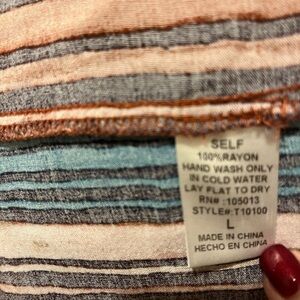 SELF
100%RAYON
HAND WASH ONLY
IN COLD WATER
LAY FLAT TO DRY
RN# :105013
STYLE#:T10100
L
MADE IN CHINA
HECHO EN CHINA